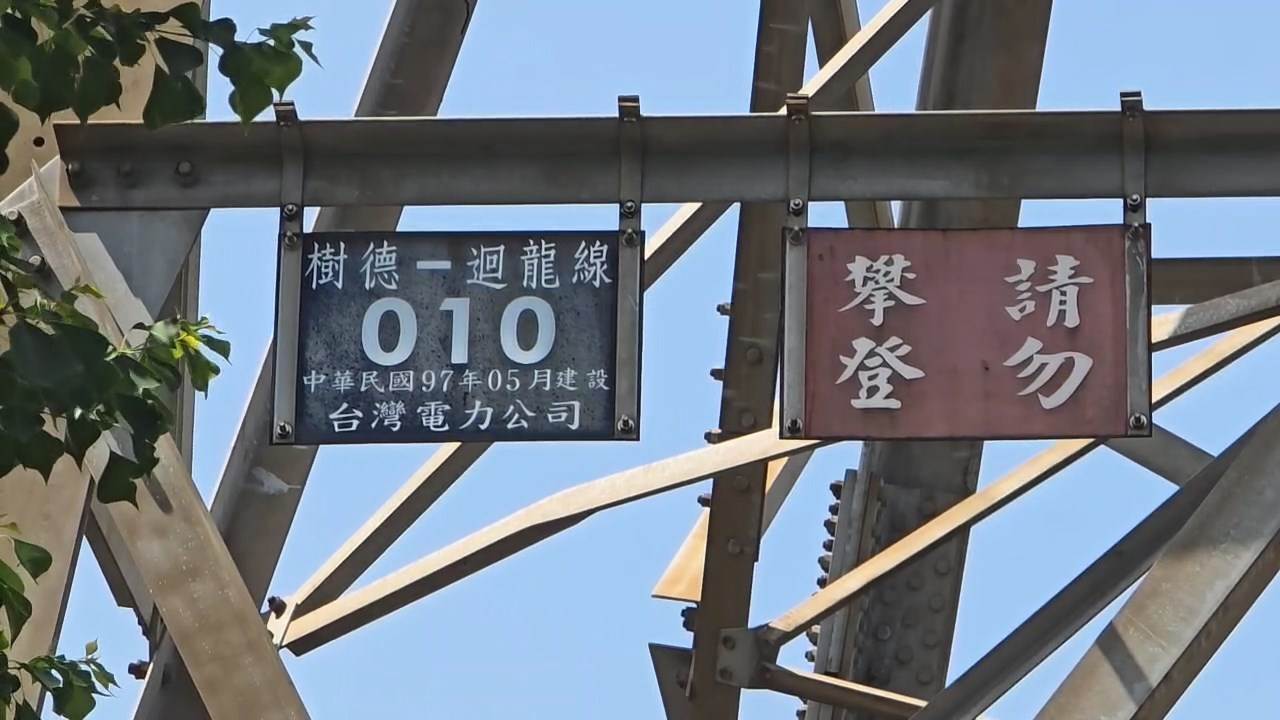 樹德－迴龍線
010
中華民國97年05月建設
台灣電力公司
請勿
攀登